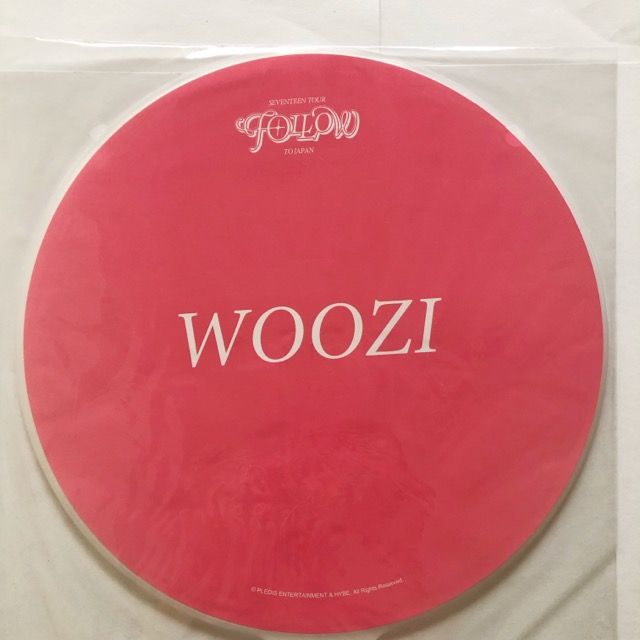 SEVENTEEN TOUR
FOLLOW
TO JAPAN
WOOZI
© PLEDIS ENTERTAINMENT & HYBE. All Rights Reserved.